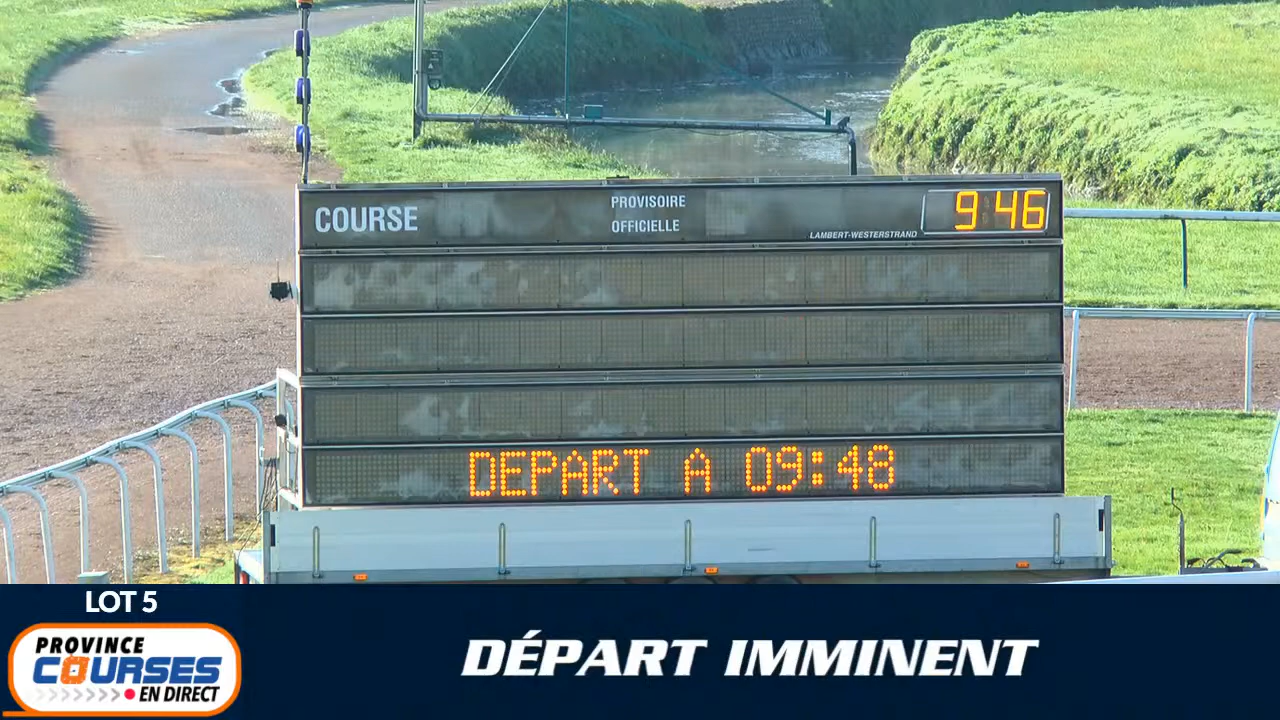 COURSE
PROVISOIRE
OFFICIELLE
LAMBERT-WESTERSTRAND
9 46
DEPART A 09:48
LOT 5
PROVINCE
COURSES
EN DIRECT
DÉPART IMMINENT